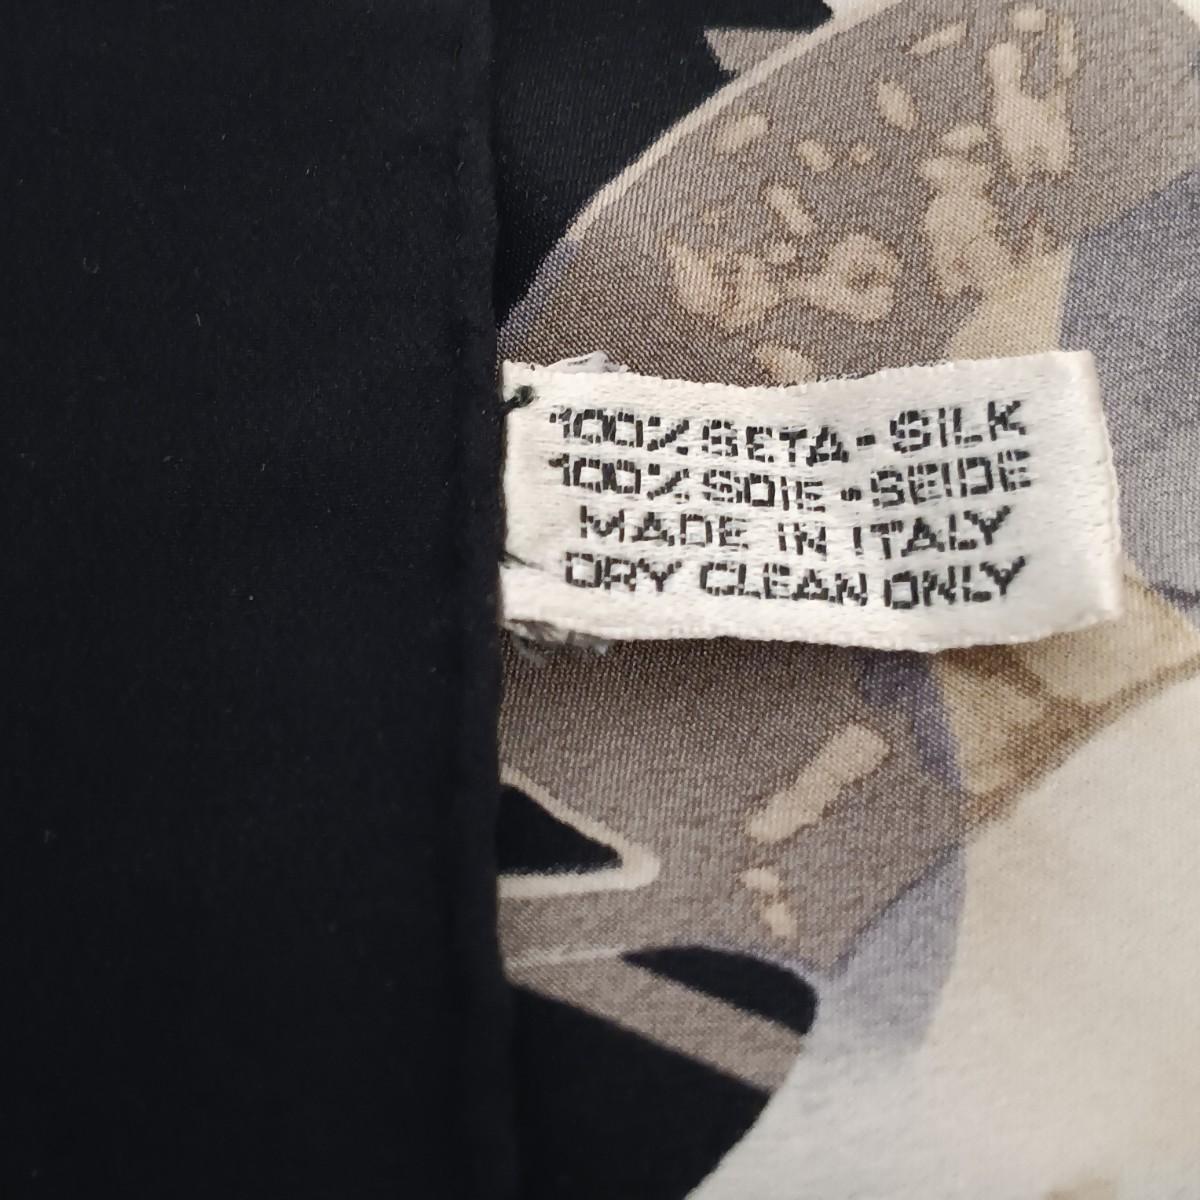 100% SETA - SILK
100% SOIE - SEIDE
MADE IN ITALY
DRY CLEAN ONLY